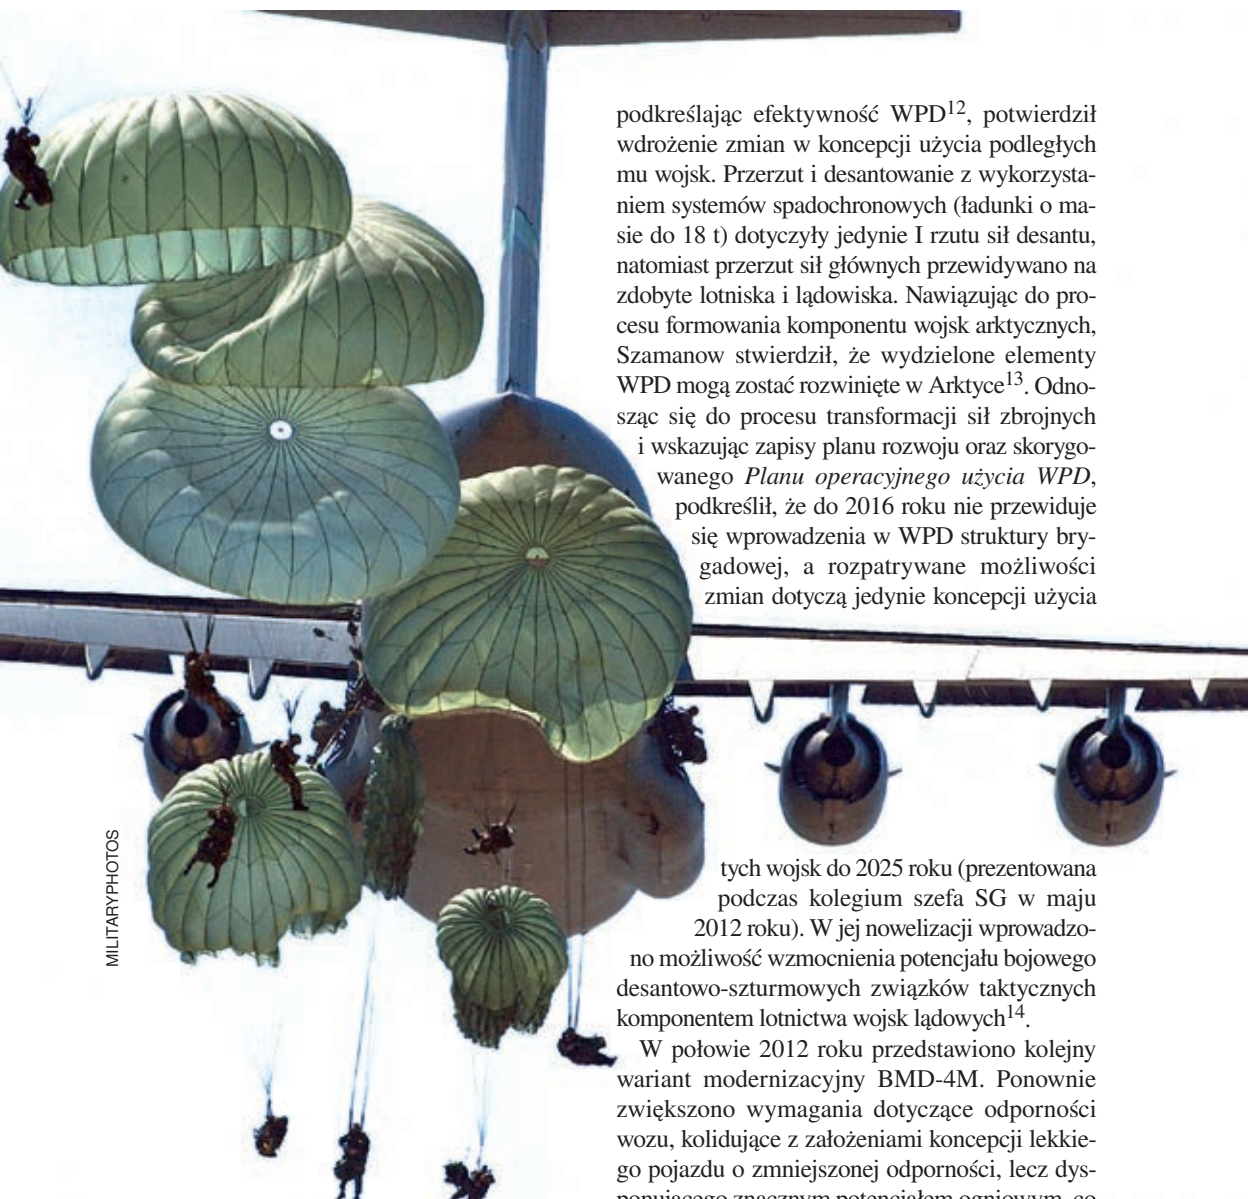 podkreślając efektywność WPD12, potwierdził
wdrożenie zmian w koncepcji użycia podległych
mu wojsk. Przerzut i desantowanie z wykorzysta-
niem systemów spadochronowych (ładunki o ma-
sie do 18 t) dotyczyły jedynie I rzutu sił desantu,
natomiast przerzut sił głównych przewidywano na
zdobyte lotniska i lądowiska. Nawiązując do pro-
cesu formowania komponentu wojsk arktycznych,
Szamanow stwierdził, że wydzielone elementy
WPD mogą zostać rozwinięte w Arktyce13. Odno-
sząc się do procesu transformacji sił zbrojnych
i wskazując zapisy planu rozwoju oraz skorygo-
wanego Planu operacyjnego użycia WPD,
podkreślił, że do 2016 roku nie przewiduje
się wprowadzenia w WPD struktury bry-
gadowej, a rozpatrywane możliwości
zmian dotyczą jedynie koncepcji użycia
tych wojsk do 2025 roku (prezentowana
podczas kolegium szefa SG w maju
2012 roku). W jej nowelizacji wprowadzo-
no możliwość wzmocnienia potencjału bojowego
desantowo-szturmowych związków taktycznych
komponentem lotnictwa wojsk lądowych14.
W połowie 2012 roku przedstawiono kolejny
wariant modernizacyjny BMD-4M. Ponownie
zwiększono wymagania dotyczące odporności
wozu, kolidujące z założeniami koncepcji lekkie-
go pojazdu o zmniejszonej odporności, lecz dys-
ponującego znacznym potencjałem ogniowym, co
MILITARYPHOTOS